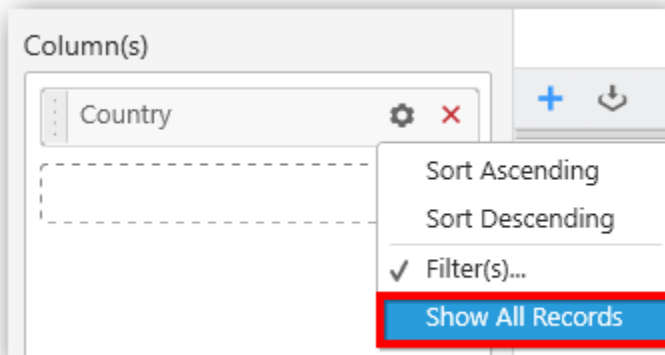 Column(s)
Country
Sort Ascending
Sort Descending
Filter(s)...
Show All Records